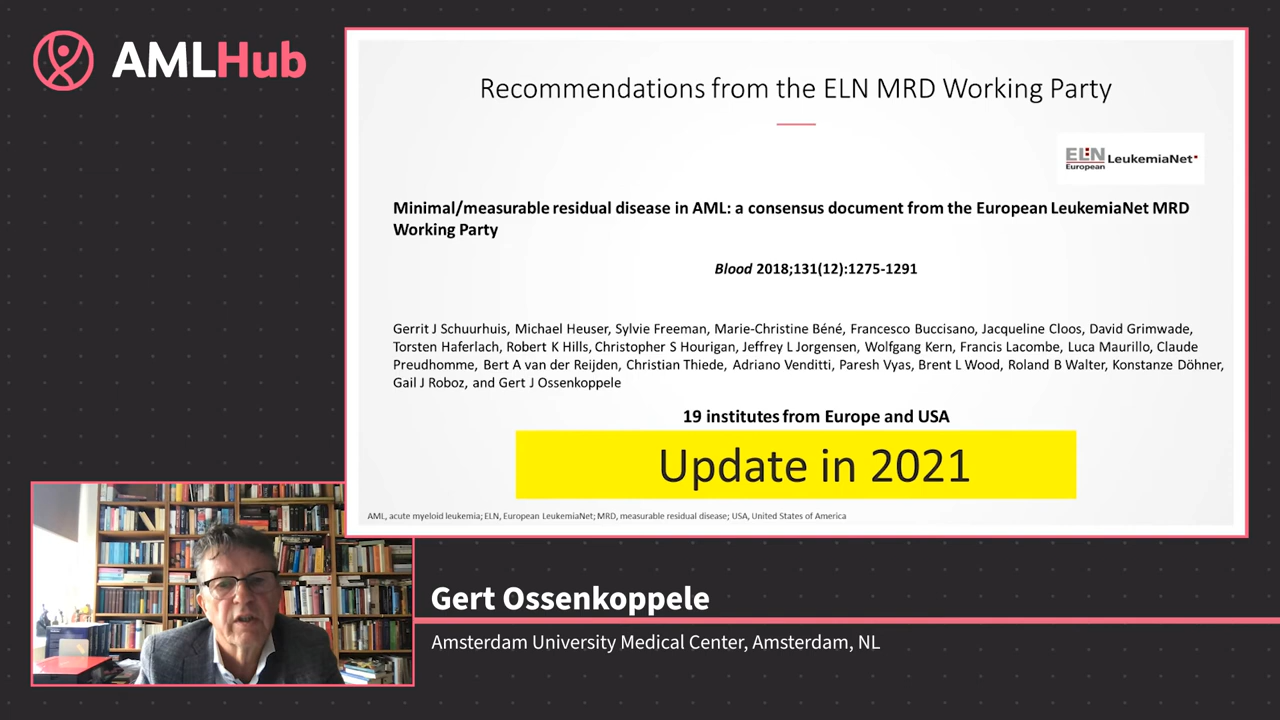 AMLHub
Recommendations from the ELN MRD Working Party
ELN
European
LeukemiaNet
Minimal/measurable residual disease in AML: a consensus document from the European LeukemiaNet MRD
Working Party
Blood 2018;131(12):1275-1291
Gerrit J Schuurhuis, Michael Heuser, Sylvie Freeman, Marie-Christine Béné, Francesco Buccisano, Jacqueline Cloos, David Grimwade,
Torsten Haferlach, Robert K Hills, Christopher S Hourigan, Jeffrey L Jorgensen, Wolfgang Kern, Francis Lacombe, Luca Maurillo, Claude
Preudhomme, Bert A van der Reijden, Christian Thiede, Adriano Venditti, Paresh Vyas, Brent L Wood, Roland B Walter, Konstanze Döhner,
Gail J Roboz, and Gert J Ossenkoppele
19 institutes from Europe and USA
Update in 2021
AML, acute myeloid leukemia; ELN, European LeukemiaNet; MRD, measurable residual disease; USA, United States of America
Gert Ossenkoppele
Amsterdam University Medical Center, Amsterdam, NL